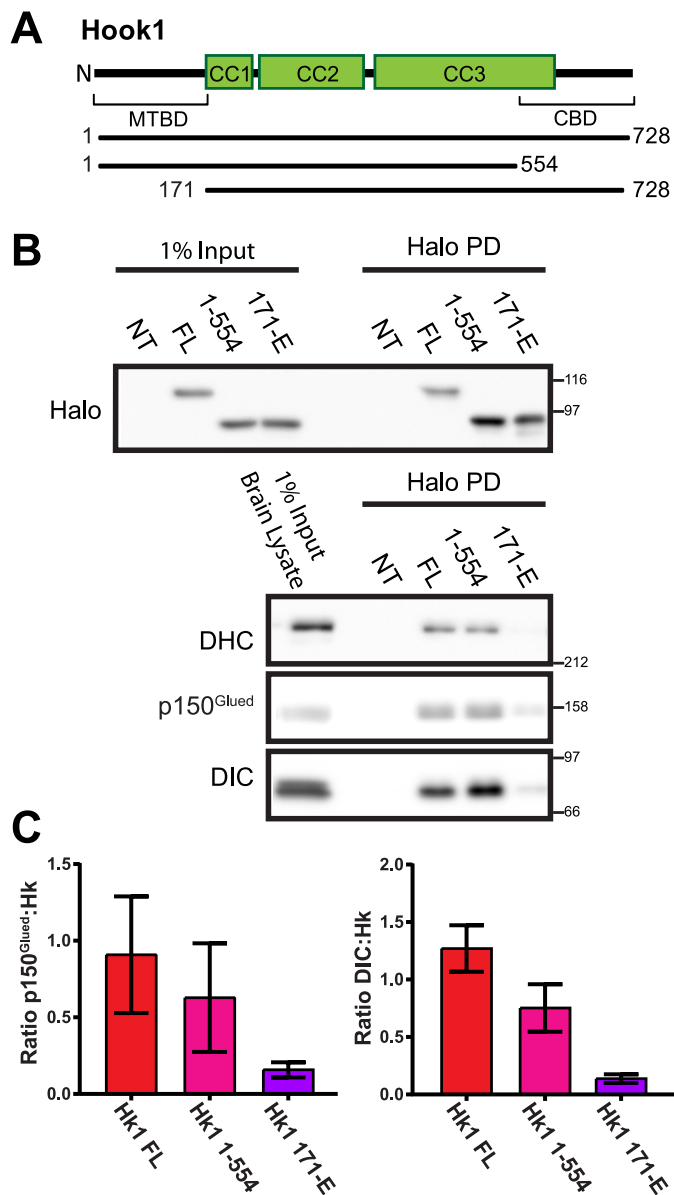 A Hook1
N CC1 CC2 CC3
MTBD CBD
1 728
1 554
171 728
B
1% Input Halo PD
NT FL 1-554 171-E NT FL 1-554 171-E
Halo
116
97
1% Input
Brain Lysate
Halo PD
NT FL 1-554 171-E
DHC
212
p150Glued
158
DIC
97
66
C
Ratio p150Glued:Hk
1.5
1.0
0.5
0.0
Hk1 FL Hk1 1-554 Hk1 171-E
Ratio DIC:Hk
2.0
1.5
1.0
0.5
0.0
Hk1 FL Hk1 1-554 Hk1 171-E